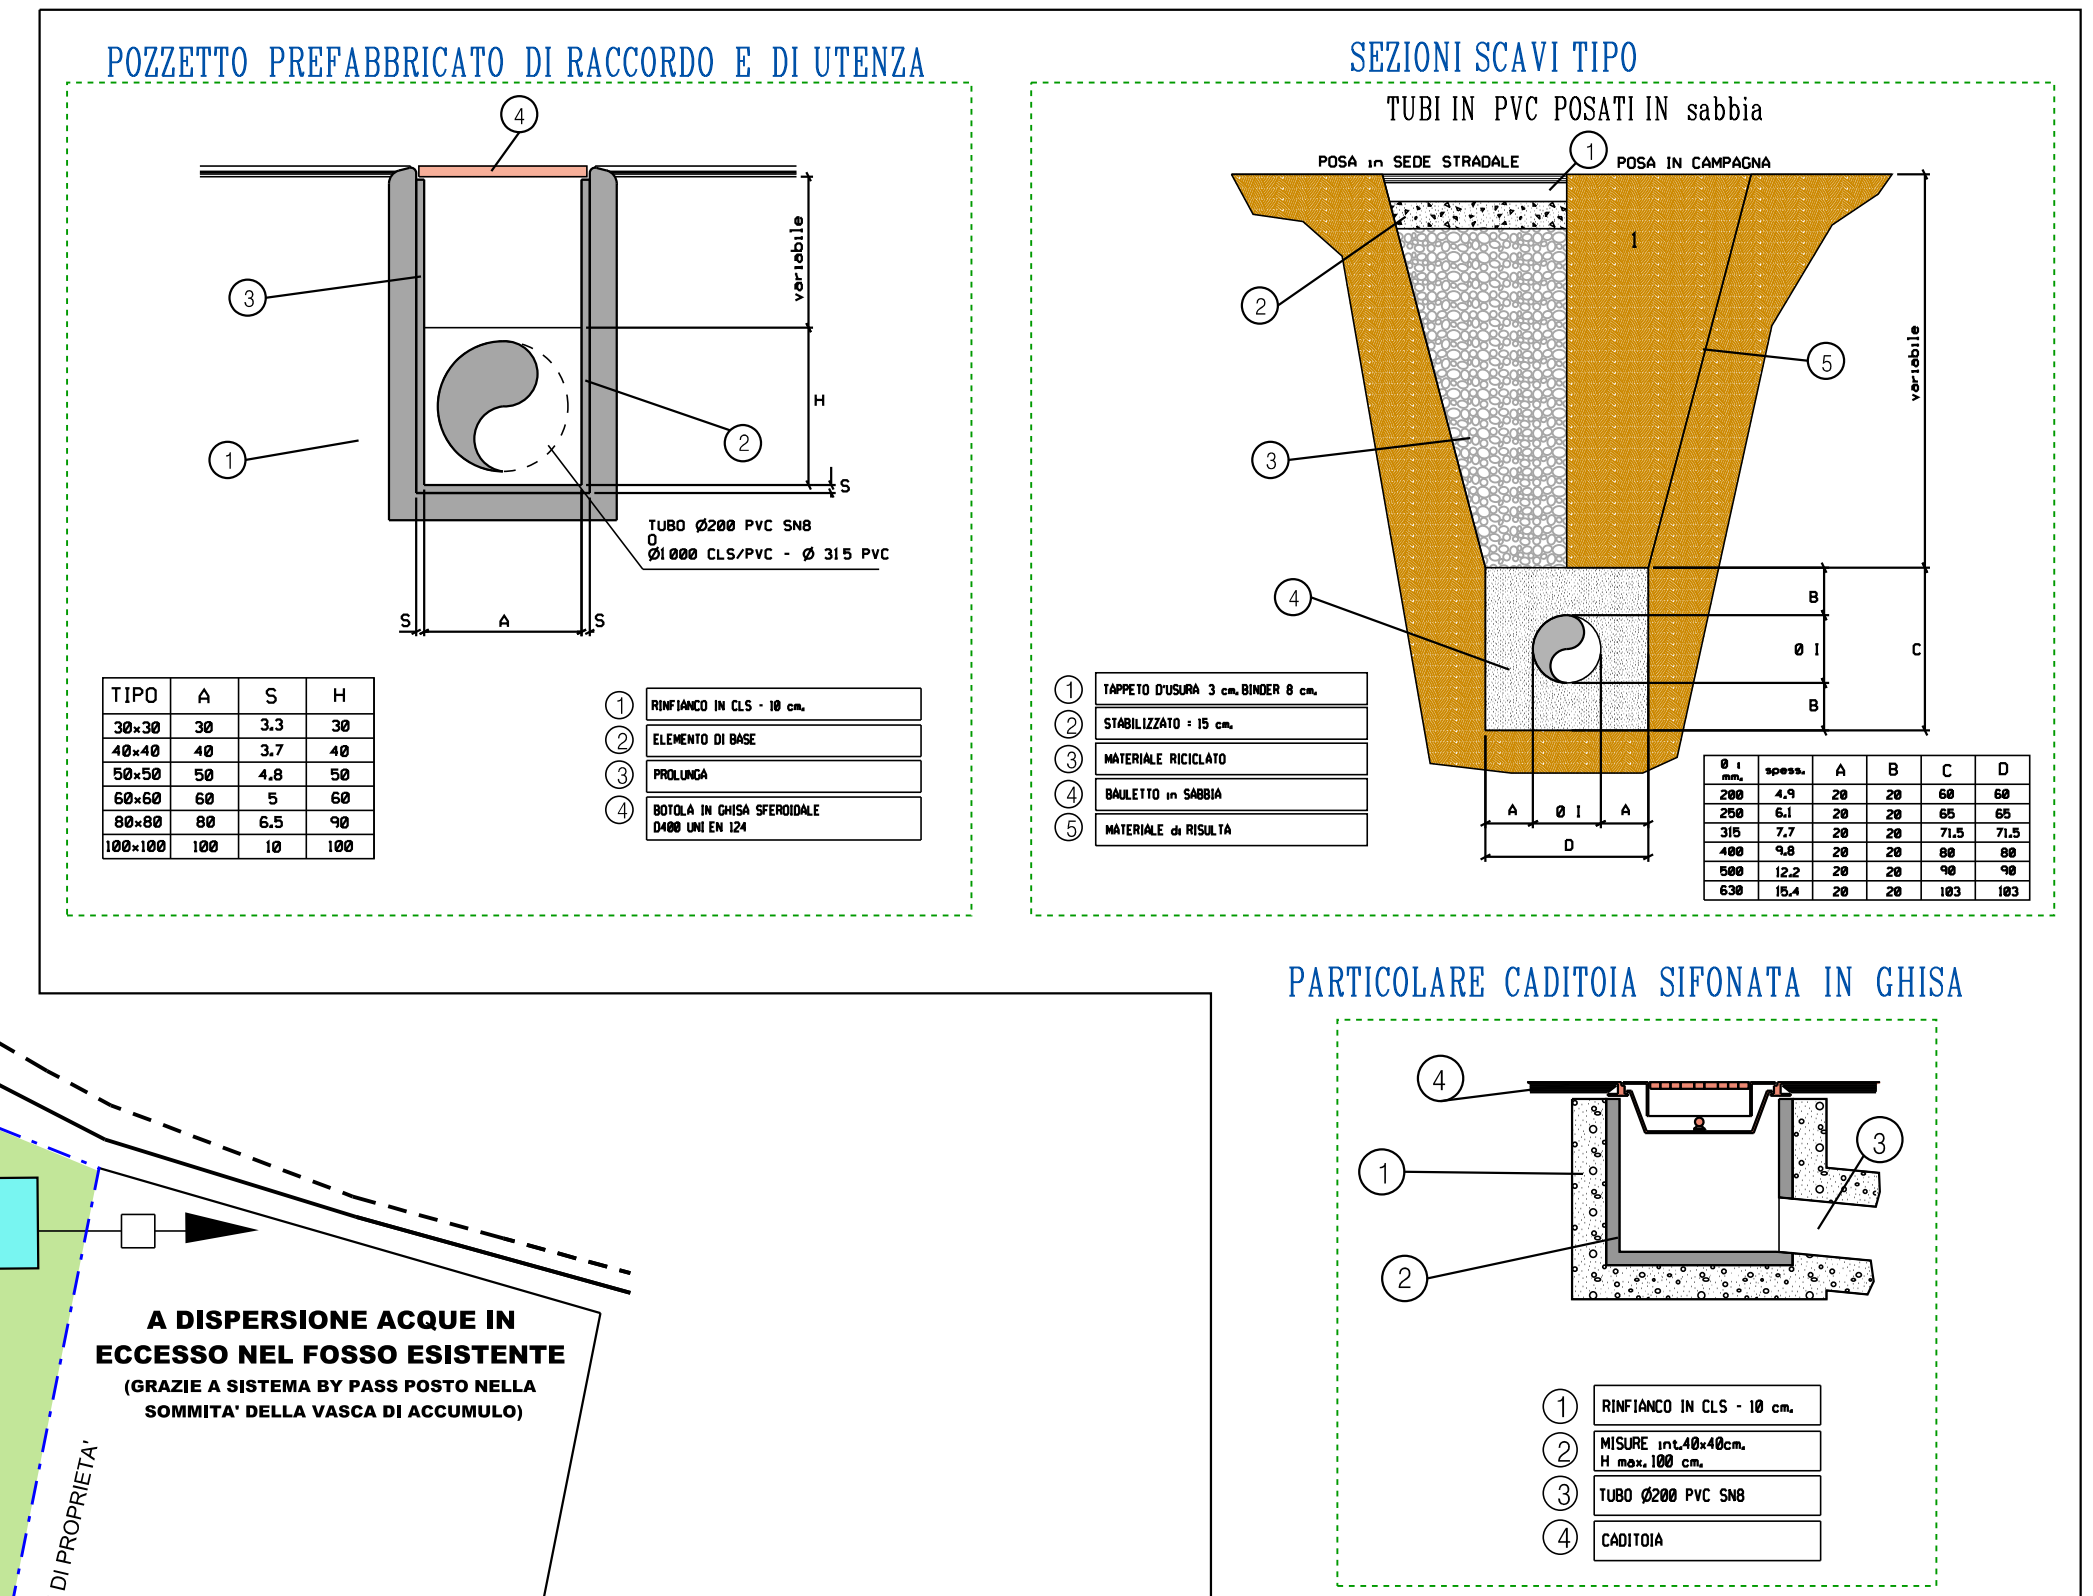 POZZETTO PREFABBRICATO DI RACCORDO E DI UTENZA
4
3
1
2
variabile
H
S
TUBO Ø200 PVC SN8
O
Ø1000 CLS/PVC - Ø 315 PVC
S A S
TIPO A S H
30x30 30 3.3 30
40x40 40 3.7 40
50x50 50 4.8 50
60x60 60 5 60
80x80 80 6.5 90
100x100 100 10 100
1 RINFIANCO IN CLS - 10 cm.
2 ELEMENTO DI BASE
3 PROLUNGA
4 BOTOLA IN GHISA SFEROIDALE
D400 UNI EN 124
SEZIONI SCAVI TIPO
TUBI IN PVC POSATI IN sabbia
POSA in SEDE STRADALE
1
POSA IN CAMPAGNA
1
2
3
4
5
variabile
B
Ø I
B
C
A Ø I A
D
1 TAPPETO D'USURA 3 cm. BINDER 8 cm.
2 STABILIZZATO : 15 cm.
3 MATERIALE RICICLATO
4 BAULETTO in SABBIA
5 MATERIALE di RISULTA
Ø i
mm. spess. A B C D
200 4.9 20 20 60 60
250 6.1 20 20 65 65
315 7.7 20 20 71.5 71.5
400 9.8 20 20 80 80
500 12.2 20 20 90 90
630 15.4 20 20 103 103
PARTICOLARE CADITOIA SIFONATA IN GHISA
4
1
2
3
1 RINFIANCO IN CLS - 10 cm.
2 MISURE int.40x40cm.
H max. 100 cm.
3 TUBO Ø200 PVC SN8
4 CADITOIA
A DISPERSIONE ACQUE IN
ECCESSO NEL FOSSO ESISTENTE
(GRAZIE A SISTEMA BY PASS POSTO NELLA
SOMMITA' DELLA VASCA DI ACCUMULO)
DI PROPRIETA'